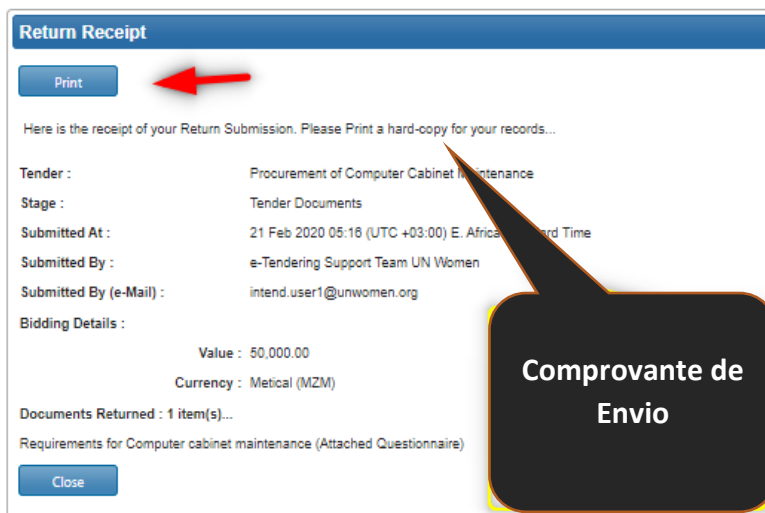 Return Receipt
Print
Here is the receipt of your Return Submission. Please Print a hard-copy for your records...
Tender : Procurement of Computer Cabinet Maintenance
Stage : Tender Documents
Submitted At : 21 Feb 2020 05:16 (UTC +03:00) E. Africa Time
Submitted By : e-Tendering Support Team UN Women
Submitted By (e-Mail) : intend.user1@unwomen.org
Bidding Details :
Value : 50,000.00
Currency : Metical (MZM)
Documents Returned : 1 item(s)...
Requirements for Computer cabinet maintenance (Attached Questionnaire)
Close
Comprovante de
Envio